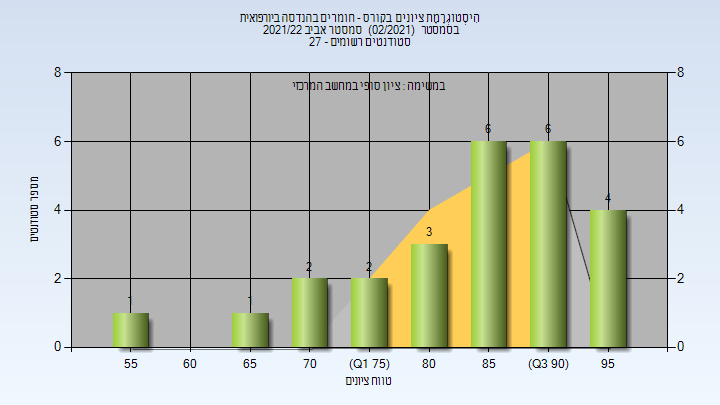 הִיסְטוֹגְרַמַת ציונים בקורס - חומרים בהנדסה ביורפואית
בסמסטר (02/2021) סמסטר אביב 2021/22
סטודנטים רשומים - 27
במשימה : ציון סופי במחשב המרכזי
מספר סטודנטים
8 8
6 6
4 4
2 2
0 0
1 1 2 2 3 6 6 4
55 60 65 70 (Q1 75) 80 85 (Q3 90) 95
טווח ציונים